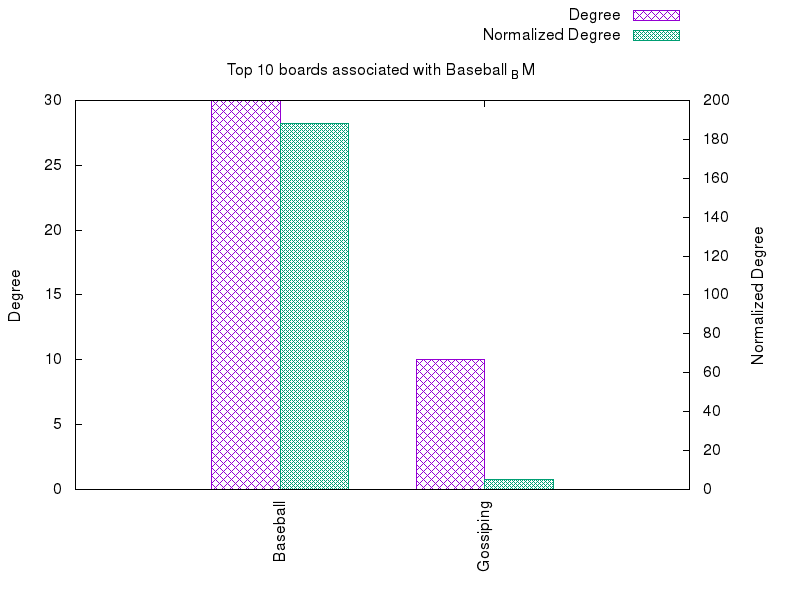 Degree
Normalized Degree
Top 10 boards associated with Baseball B M
30
25
20
15
10
5
0
Degree
200
180
160
140
120
100
80
60
40
20
0
Normalized Degree
Baseball
Gossiping